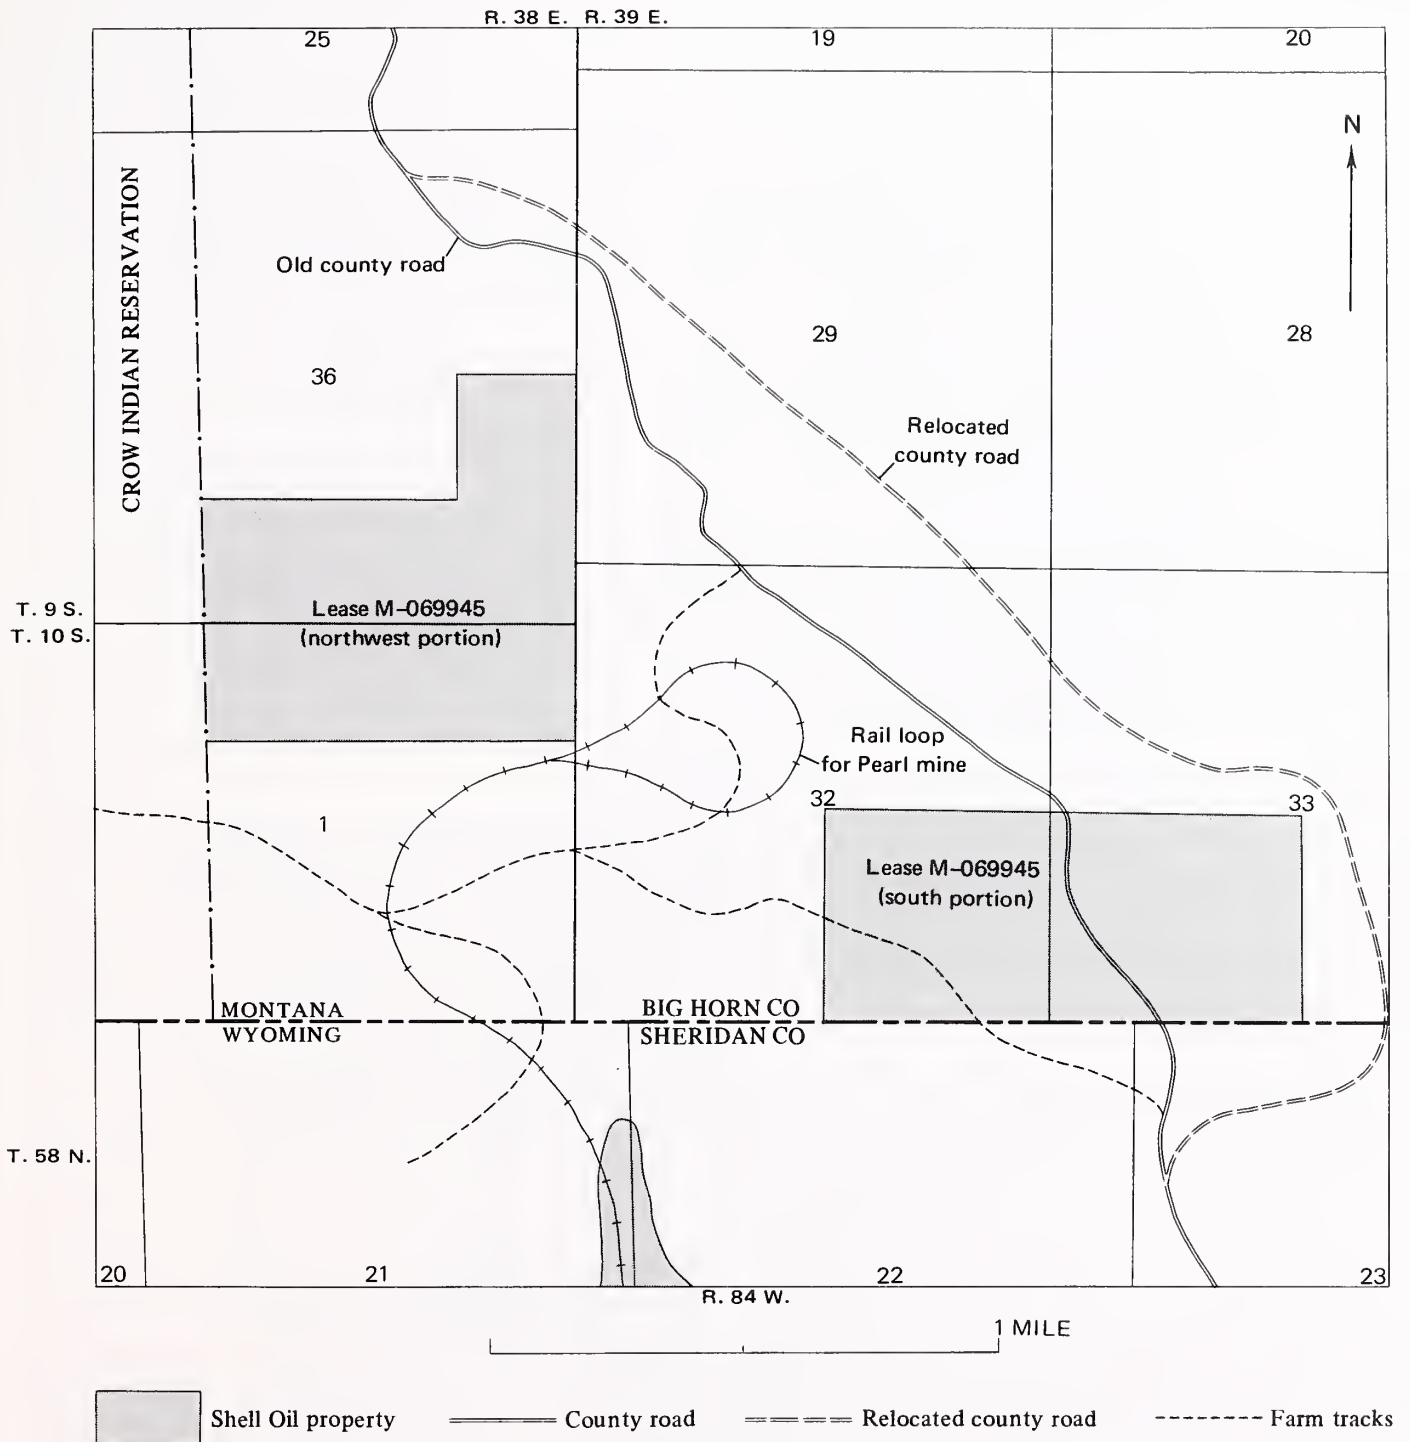 R. 38 E. R. 39 E.
25 19 20
N
CROW INDIAN RESERVATION
Old county road
29 28
36
Relocated
county road
T. 9 S.
T. 10 S.
Lease M-069945
(northwest portion)
Rail loop
for Pearl mine
32 33
1
Lease M-069945
(south portion)
MONTANA
WYOMING
BIG HORN CO
SHERIDAN CO
T. 58 N.
20 21 22 23
R. 84 W.
1 MILE
Shell Oil property County road Relocated county road Farm tracks